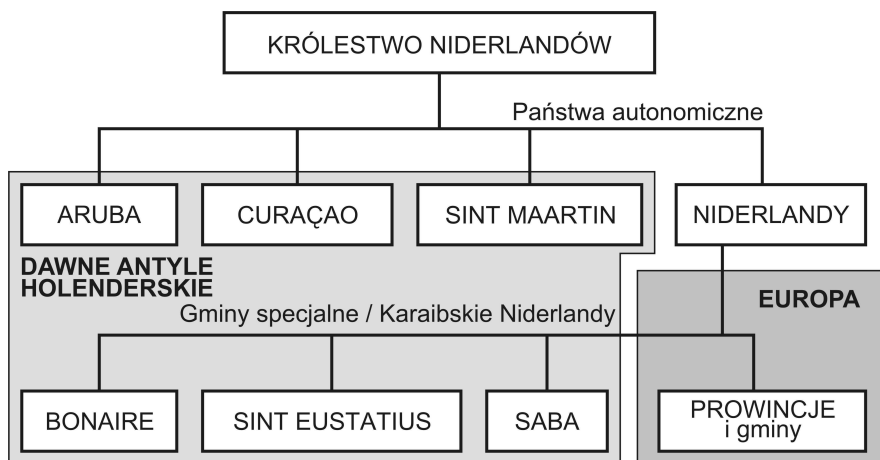 KRÓLESTWO NIDERLANDÓW
Państwa autonomiczne
ARUBA
CURAÇAO
SINT MAARTIN
NIDERLANDY
DAWNE ANTYLE
HOLENDERSKIE
EUROPA
Gminy specjalne / Karaibskie Niderlandy
BONAIRE
SINT EUSTATIUS
SABA
PROWINCJE
i gminy